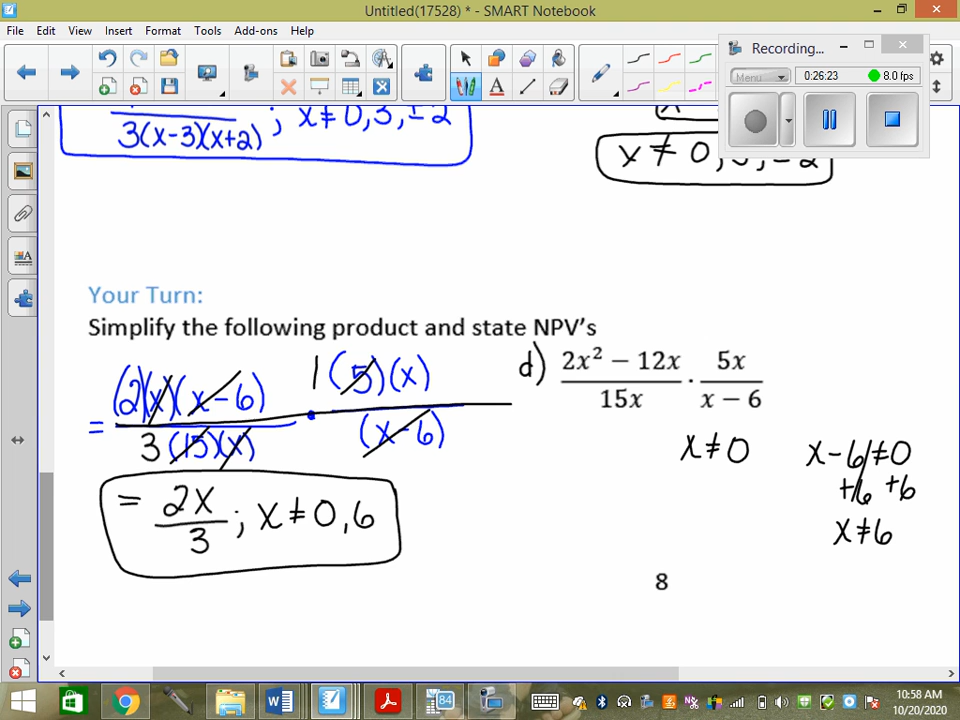 Untitled(17528) * - SMART Notebook
File Edit View Insert Format Tools Add-ons Help
Recording...
Menu 0:26:23 8.0 fps
3(x-3)(x+2) ; x≠0,3,±2
x≠0, 3, -2
Your Turn:
Simplify the following product and state NPV's
d) 2x² − 12x / 15x · 5x / x − 6
= (2)(x)(x-6) / 3 (15)(x) · 1 (5)(x) / (x-6)
x≠0
x-6≠0
+6 +6
x≠6
= 2x / 3 ; x≠0,6
8
10:58 AM
10/20/2020